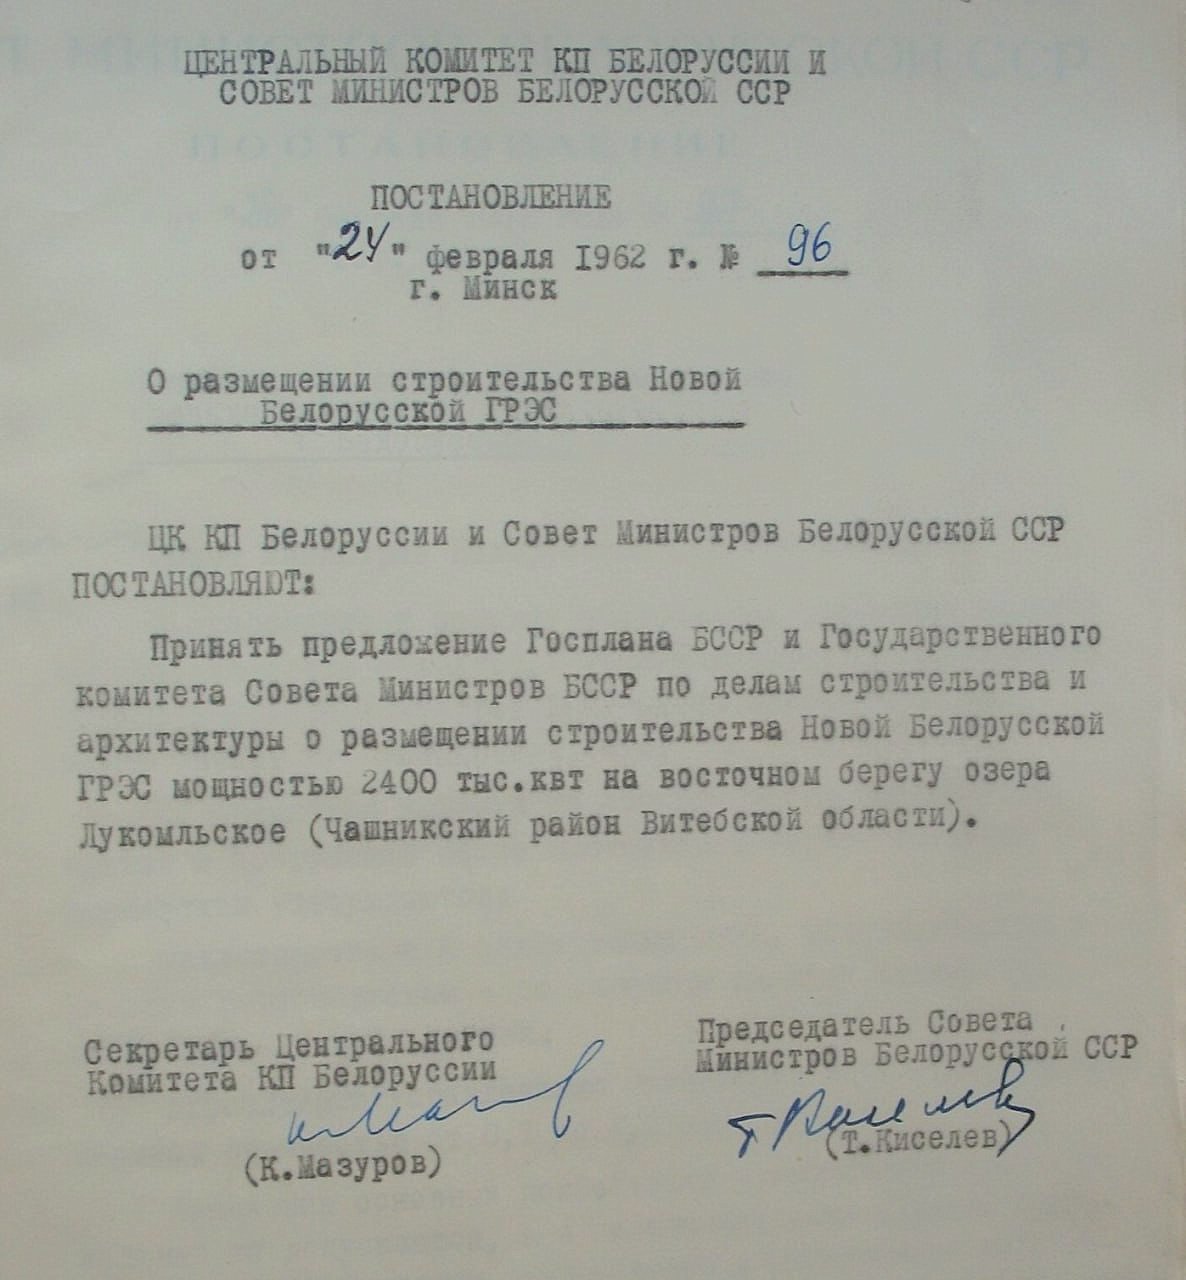 ЦЕНТРАЛЬНЫЙ КОМИТЕТ КП БЕЛОРУССИИ И
СОВЕТ МИНИСТРОВ БЕЛОРУССКОЙ ССР
ПОСТАНОВЛЕНИЕ
от "24" февраля 1962 г. № 96
г. Минск
О размещении строительства Новой
Белорусской ГРЭС
ЦК КП Белоруссии и Совет Министров Белорусской ССР
ПОСТАНОВЛЯЮТ:
Принять предложение Госплана БССР и Государственного
комитета Совета Министров БССР по делам строительства и
архитектуры о размещении строительства Новой Белорусской
ГРЭС мощностью 2400 тыс.квт на восточном берегу озера
Лукомльское (Чашникский район Витебской области).
Секретарь Центрального
Комитета КП Белоруссии
(К.Мазуров)
Председатель Совета
Министров Белорусской ССР
(Т.Киселев)